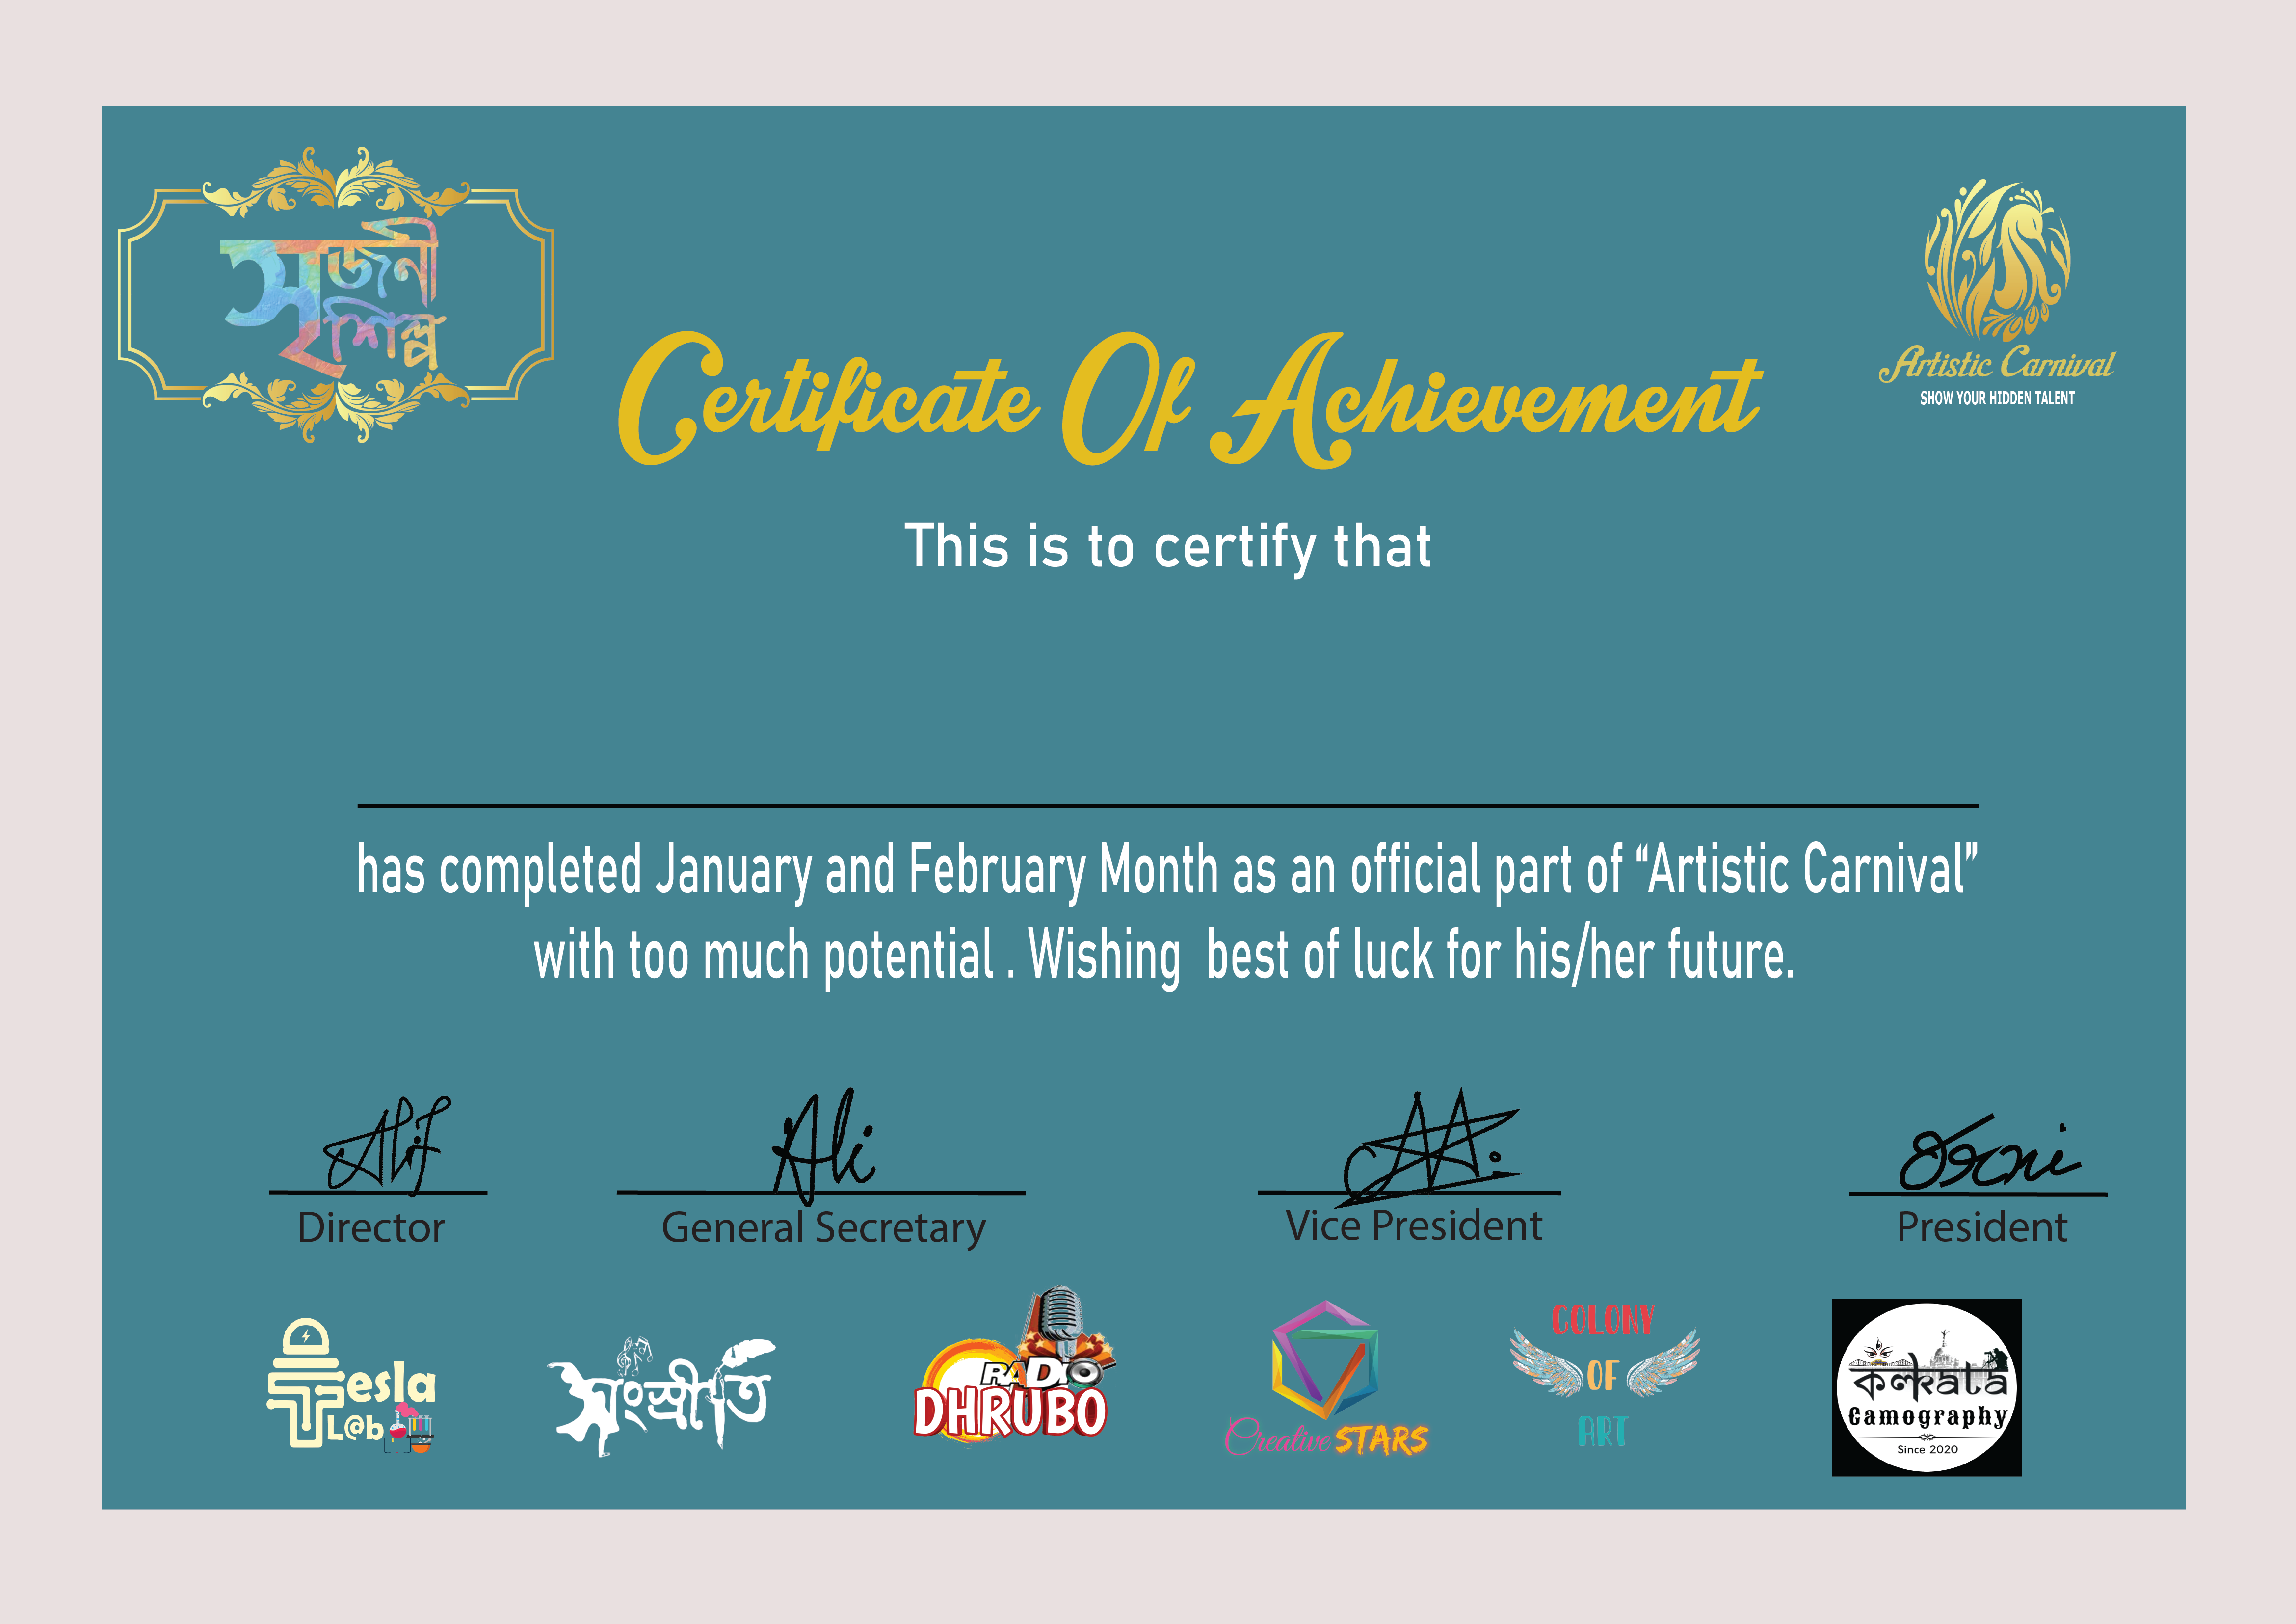 সৃজনী
শিল্প
Artistic Carnival
SHOW YOUR HIDDEN TALENT
Certificate Of Achievement
This is to certify that
has completed January and February Month as an official part of “Artistic Carnival”
with too much potential . Wishing best of luck for his/her future.
Alif
Ali
Director
General Secretary
Vice President
President
Tesla
L@b
RADIO
DHRUBO
Creative STARS
COLONY
OF
ART
কলkata
Camography
Since 2020